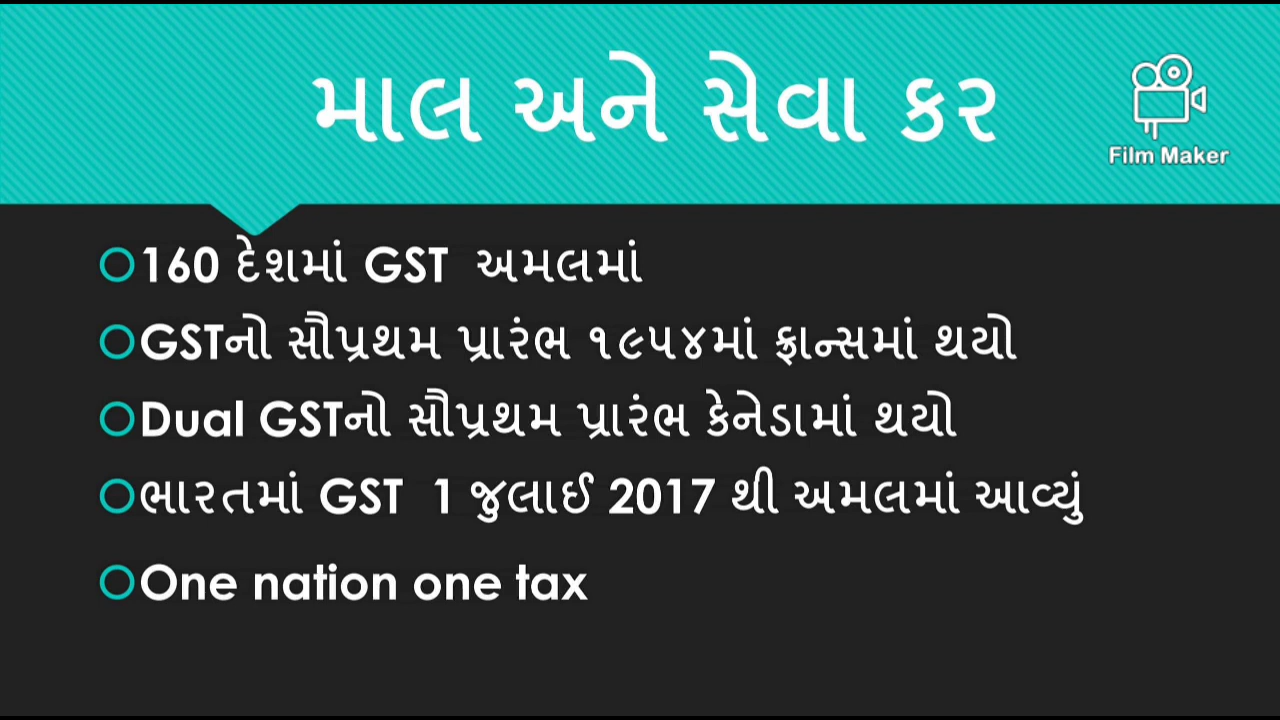 માલ અને સેવા કર
Film Maker
160 દેશમાં GST અમલમાં
GSTનો સૌપ્રથમ પ્રારંભ ૧૯૫૪માં ફ્રાન્સમાં થયો
Dual GSTનો સૌપ્રથમ પ્રારંભ કેનેડામાં થયો
ભારતમાં GST 1 જુલાઈ 2017 થી અમલમાં આવ્યું
One nation one tax